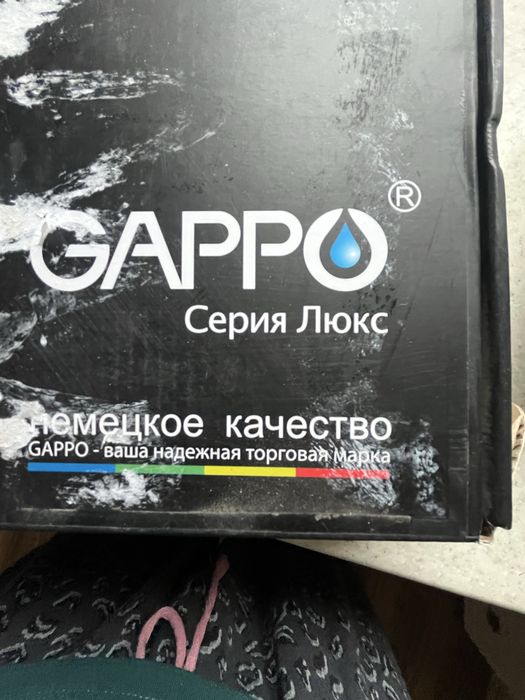 GAPPO®
Серия Люкс
немецкое качество
GAPPO - ваша надежная торговая марка